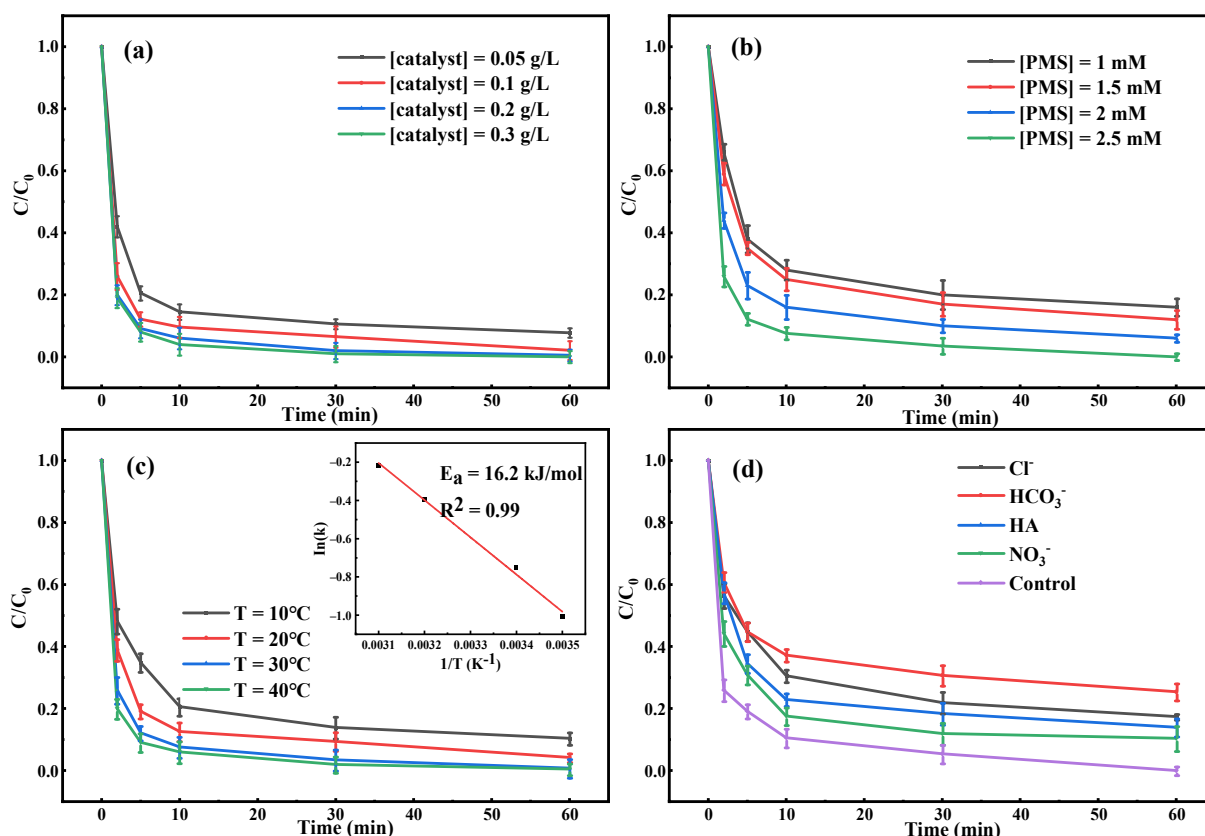 (a)
[catalyst] = 0.05 g/L
[catalyst] = 0.1 g/L
[catalyst] = 0.2 g/L
[catalyst] = 0.3 g/L
C/C₀
1.0
0.8
0.6
0.4
0.2
0.0
0 10 20 30 40 50 60
Time (min)
(b)
[PMS] = 1 mM
[PMS] = 1.5 mM
[PMS] = 2 mM
[PMS] = 2.5 mM
C/C₀
1.0
0.8
0.6
0.4
0.2
0.0
0 10 20 30 40 50 60
Time (min)
(c)
T = 10°C
T = 20°C
T = 30°C
T = 40°C
C/C₀
1.0
0.8
0.6
0.4
0.2
0.0
0 10 20 30 40 50 60
Time (min)
Eₐ = 16.2 kJ/mol
R² = 0.99
ln(k)
−0.2
−0.4
−0.6
−0.8
−1.0
0.0031 0.0032 0.0033 0.0034 0.0035
1/T (K⁻¹)
(d)
Cl⁻
HCO₃⁻
HA
NO₃⁻
Control
C/C₀
1.0
0.8
0.6
0.4
0.2
0.0
0 10 20 30 40 50 60
Time (min)